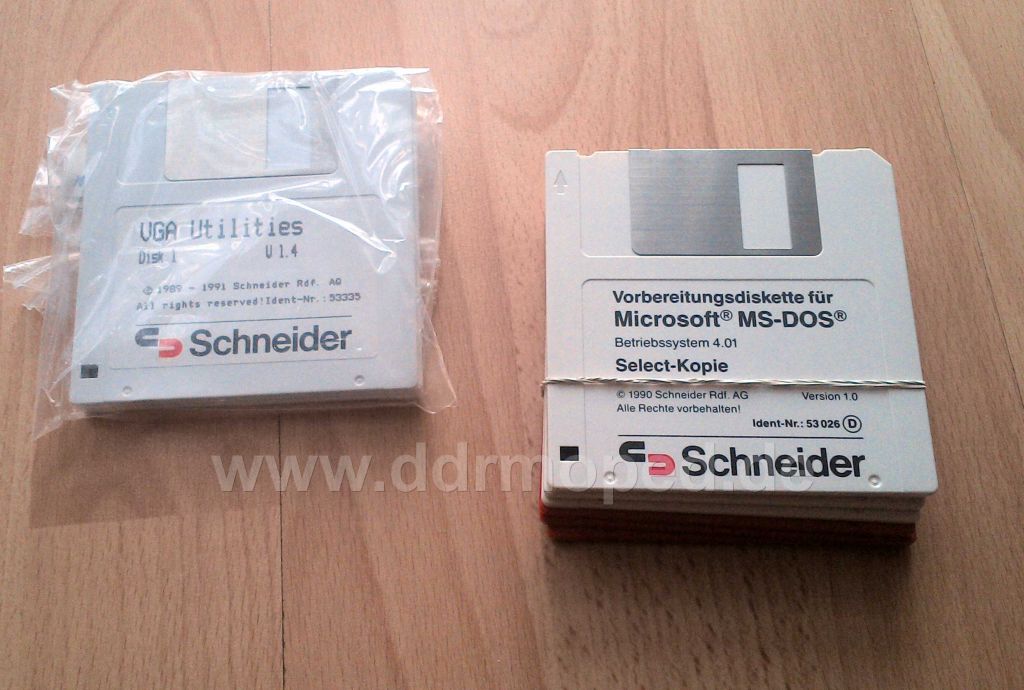 VGA Utilities
Disk 1 V 1.4
© 1989 - 1991 Schneider Rdf. AG
All rights reserved!Ident-Nr.:53335
Schneider
Vorbereitungsdiskette für
Microsoft® MS-DOS®
Betriebssystem 4.01
Select-Kopie
© 1990 Schneider Rdf. AG Version 1.0
Alle Rechte vorbehalten!
Ident-Nr.: 53 026 D
Schneider
www.ddrmoped.de